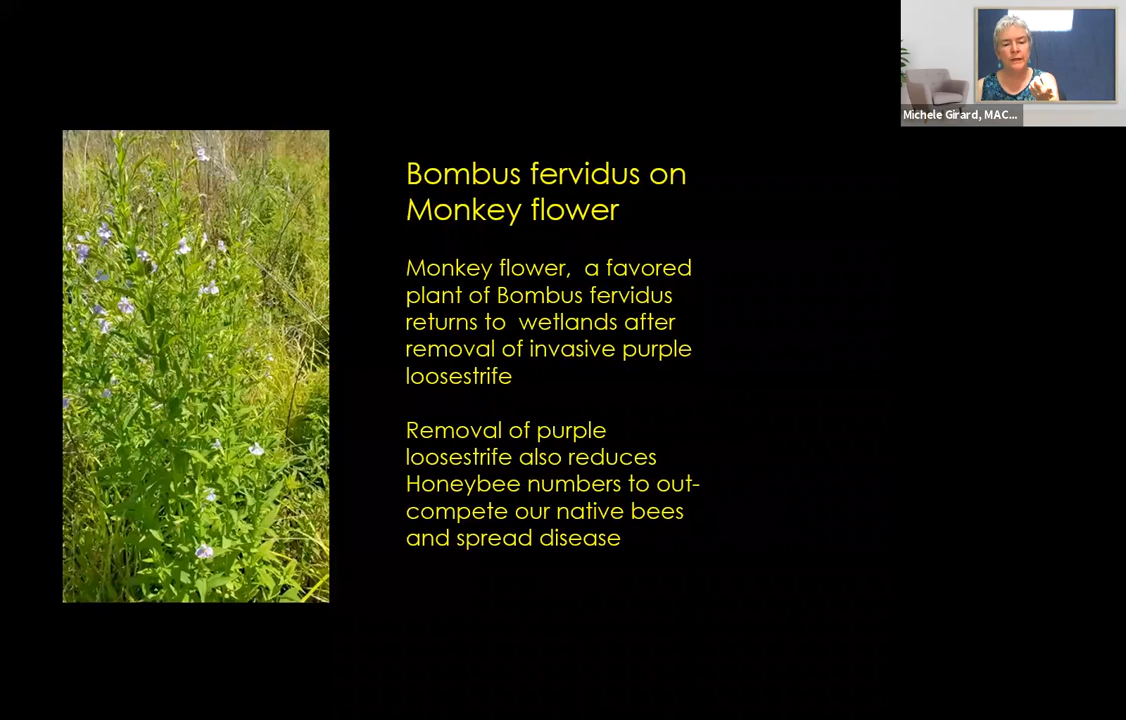 Michele Girard, MAC...
Bombus fervidus on
Monkey flower
Monkey flower,  a favored
plant of Bombus fervidus
returns to  wetlands after
removal of invasive purple
loosestrife
Removal of purple
loosestrife also reduces
Honeybee numbers to out-
compete our native bees
and spread disease